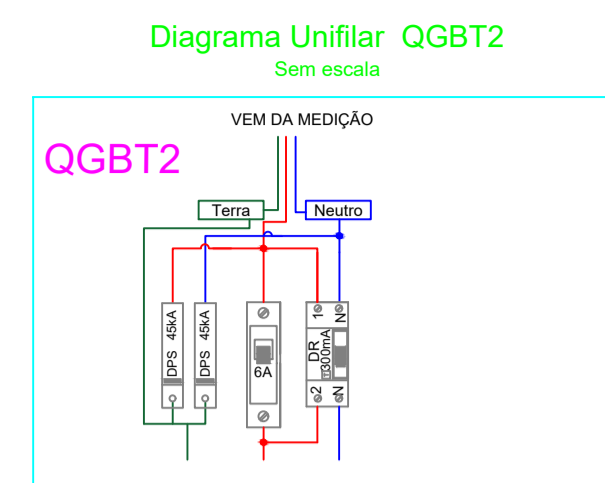 Diagrama Unifilar QGBT2
Sem escala
VEM DA MEDIÇÃO
QGBT2
Terra
Neutro
DPS 45kA
DPS 45kA
6A
1
N
DR
300mA
2
N